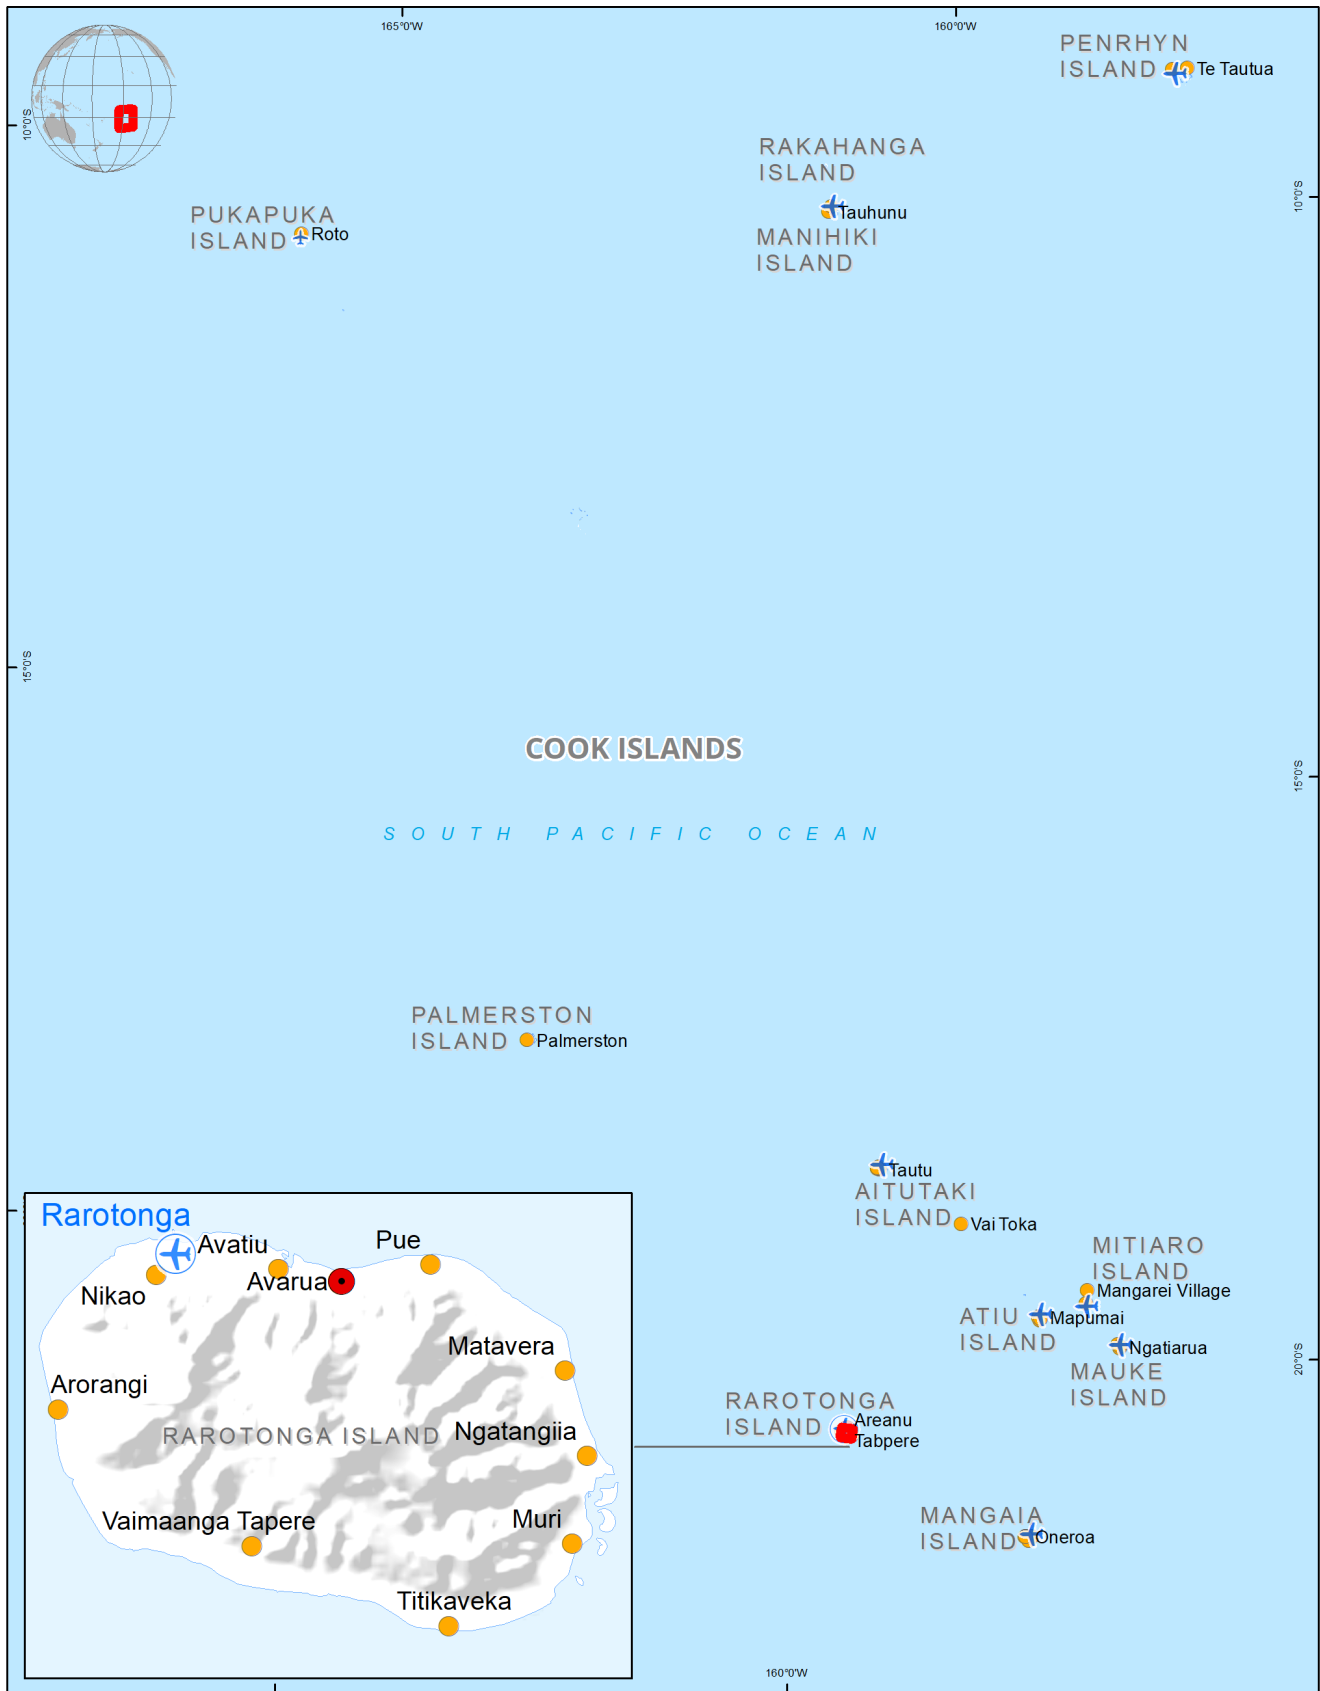 165°0'W
160°0'W
PENRHYN
ISLAND
Te Tautua
10°0'S
RAKAHANGA
ISLAND
10°0'S
PUKAPUKA
ISLAND
Roto
Tauhunu
MANIHIKI
ISLAND
15°0'S
COOK ISLANDS
15°0'S
SOUTH PACIFIC OCEAN
PALMERSTON
ISLAND
Palmerston
Tautu
AITUTAKI
ISLAND
Vai Toka
MITIARO
ISLAND
Mangarei Village
ATIU
ISLAND
Mapumai
Ngatiarua
MAUKE
ISLAND
20°0'S
RAROTONGA
ISLAND
Areanu
Tabpere
MANGAIA
ISLAND
Oneroa
160°0'W
Rarotonga
Avatiu
Pue
Nikao
Avarua
Matavera
Arorangi
RAROTONGA ISLAND
Ngatangiia
Vaimaanga Tapere
Muri
Titikaveka